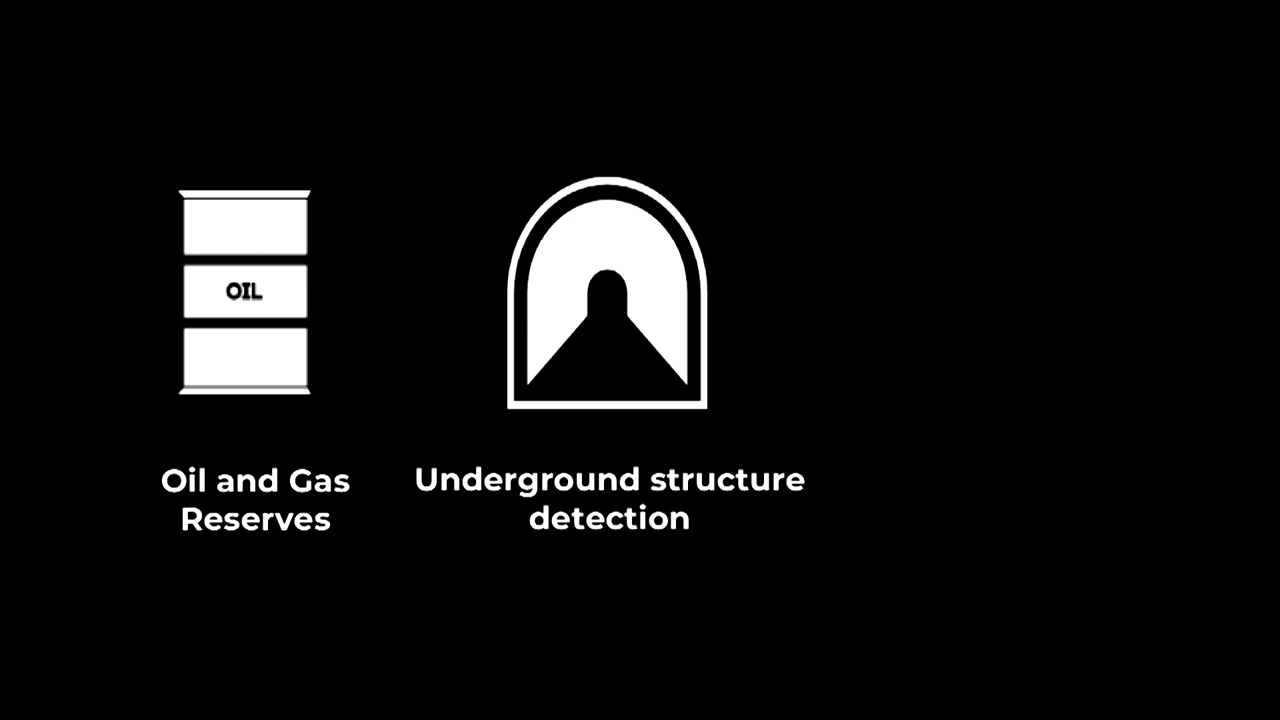 OIL
Oil and Gas
Reserves
Underground structure
detection